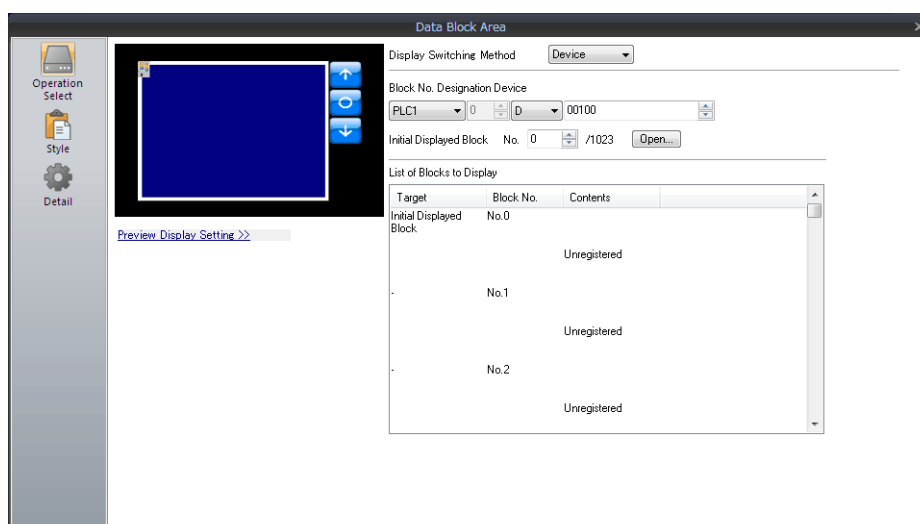 Data Block Area
Operation
Select
Style
Detail
Preview Display Setting >>
Display Switching Method Device
Block No. Designation Device
PLC1 0 D 00100
Initial Displayed Block No. 0 /1023 Open...
List of Blocks to Display
Target Block No. Contents
Initial Displayed
Block
No.0
Unregistered
- No.1
Unregistered
- No.2
Unregistered